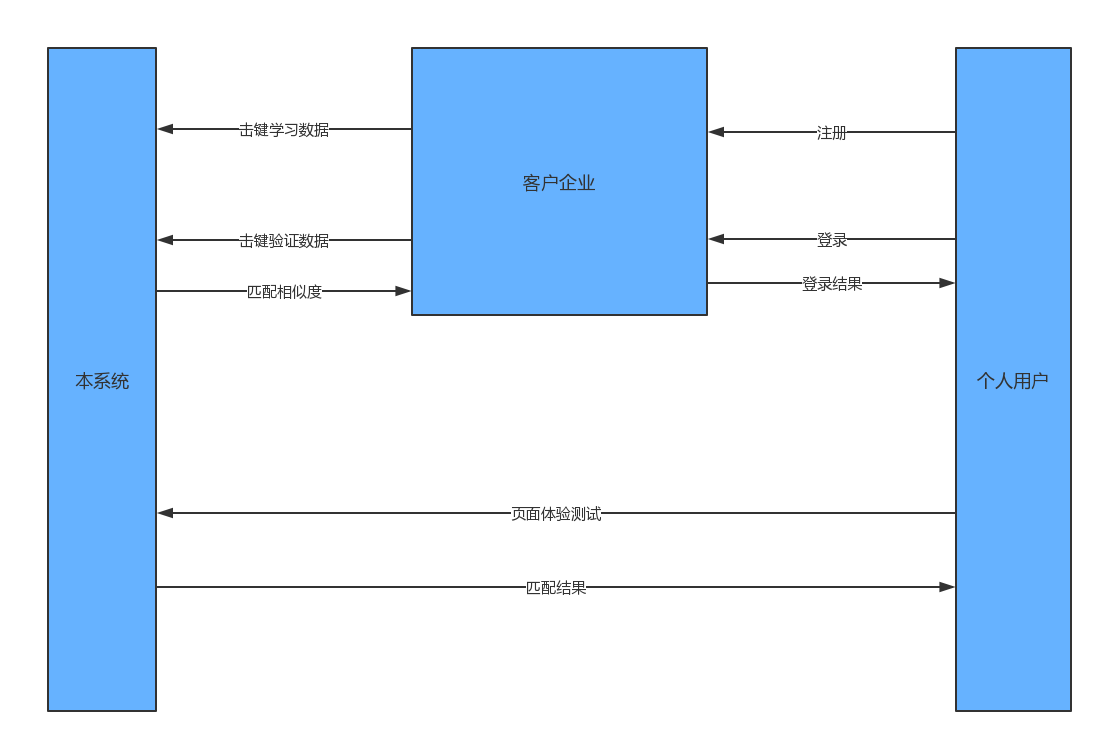 击键学习数据
注册
客户企业
击键验证数据
登录
匹配相似度
登录结果
本系统
个人用户
页面体验测试
匹配结果